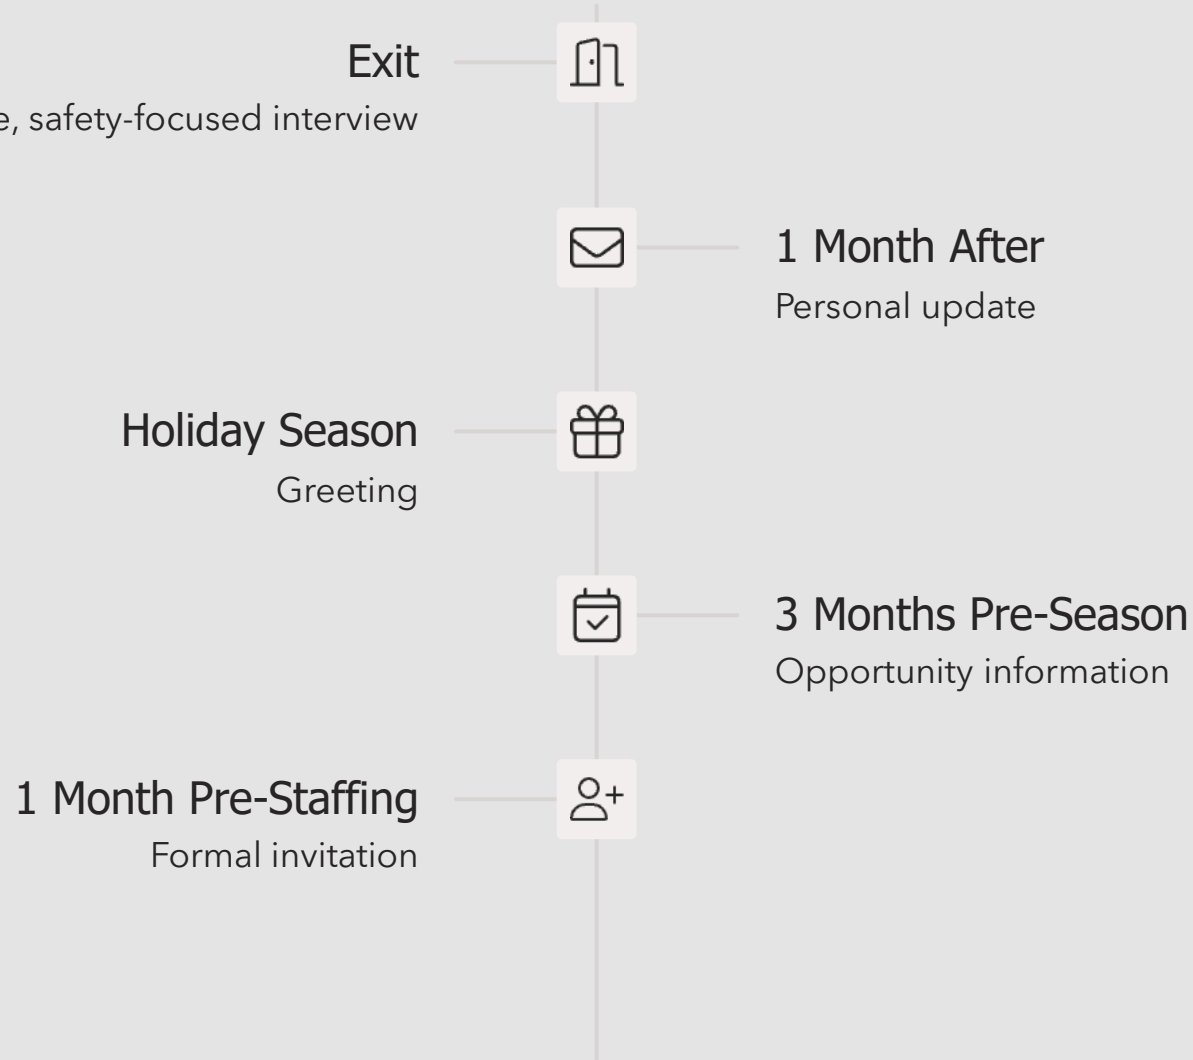 Exit
safety-focused interview
1 Month After
Personal update
Holiday Season
Greeting
3 Months Pre-Season
Opportunity information
1 Month Pre-Staffing
Formal invitation